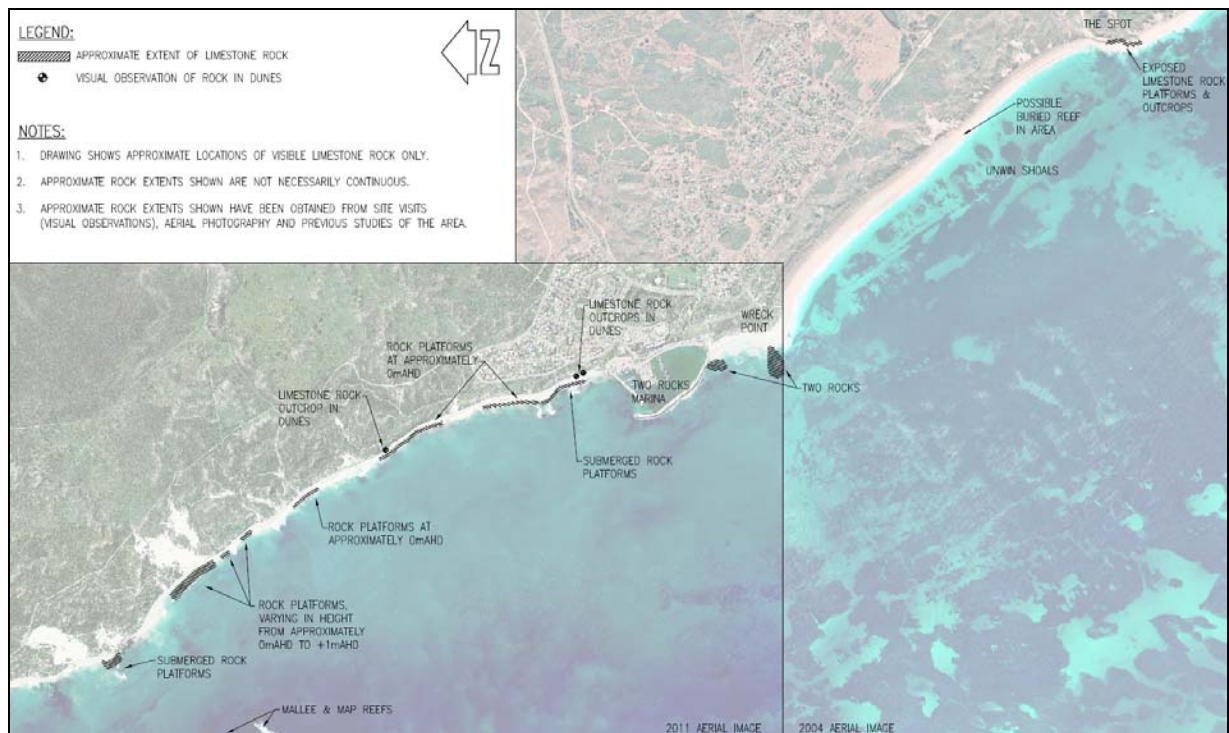 LEGEND:
APPROXIMATE EXTENT OF LIMESTONE ROCK
VISUAL OBSERVATION OF ROCK IN DUNES
NOTES:
1. DRAWING SHOWS APPROXIMATE LOCATIONS OF VISIBLE LIMESTONE ROCK ONLY.
2. APPROXIMATE ROCK EXTENTS SHOWN ARE NOT NECESSARILY CONTINUOUS.
3. APPROXIMATE ROCK EXTENTS SHOWN HAVE BEEN OBTAINED FROM SITE VISITS
(VISUAL OBSERVATIONS), AERIAL PHOTOGRAPHY AND PREVIOUS STUDIES OF THE AREA.
N
THE SPOT
EXPOSED
LIMESTONE ROCK
PLATFORMS &
OUTCROPS
POSSIBLE
BURIED REEF
IN AREA
UNWIN SHOALS
LIMESTONE ROCK
OUTCROPS IN
DUNES
WRECK
POINT
ROCK PLATFORMS
AT APPROXIMATELY
0mAHD
TWO ROCKS
MARINA
TWO ROCKS
LIMESTONE ROCK
OUTCROP IN
DUNES
SUBMERGED ROCK
PLATFORMS
ROCK PLATFORMS AT
APPROXIMATELY 0mAHD
ROCK PLATFORMS,
VARYING IN HEIGHT
FROM APPROXIMATELY
0mAHD TO +1mAHD
SUBMERGED ROCK
PLATFORMS
MALLEE & MAP REEFS
2011 AERIAL IMAGE
2004 AERIAL IMAGE